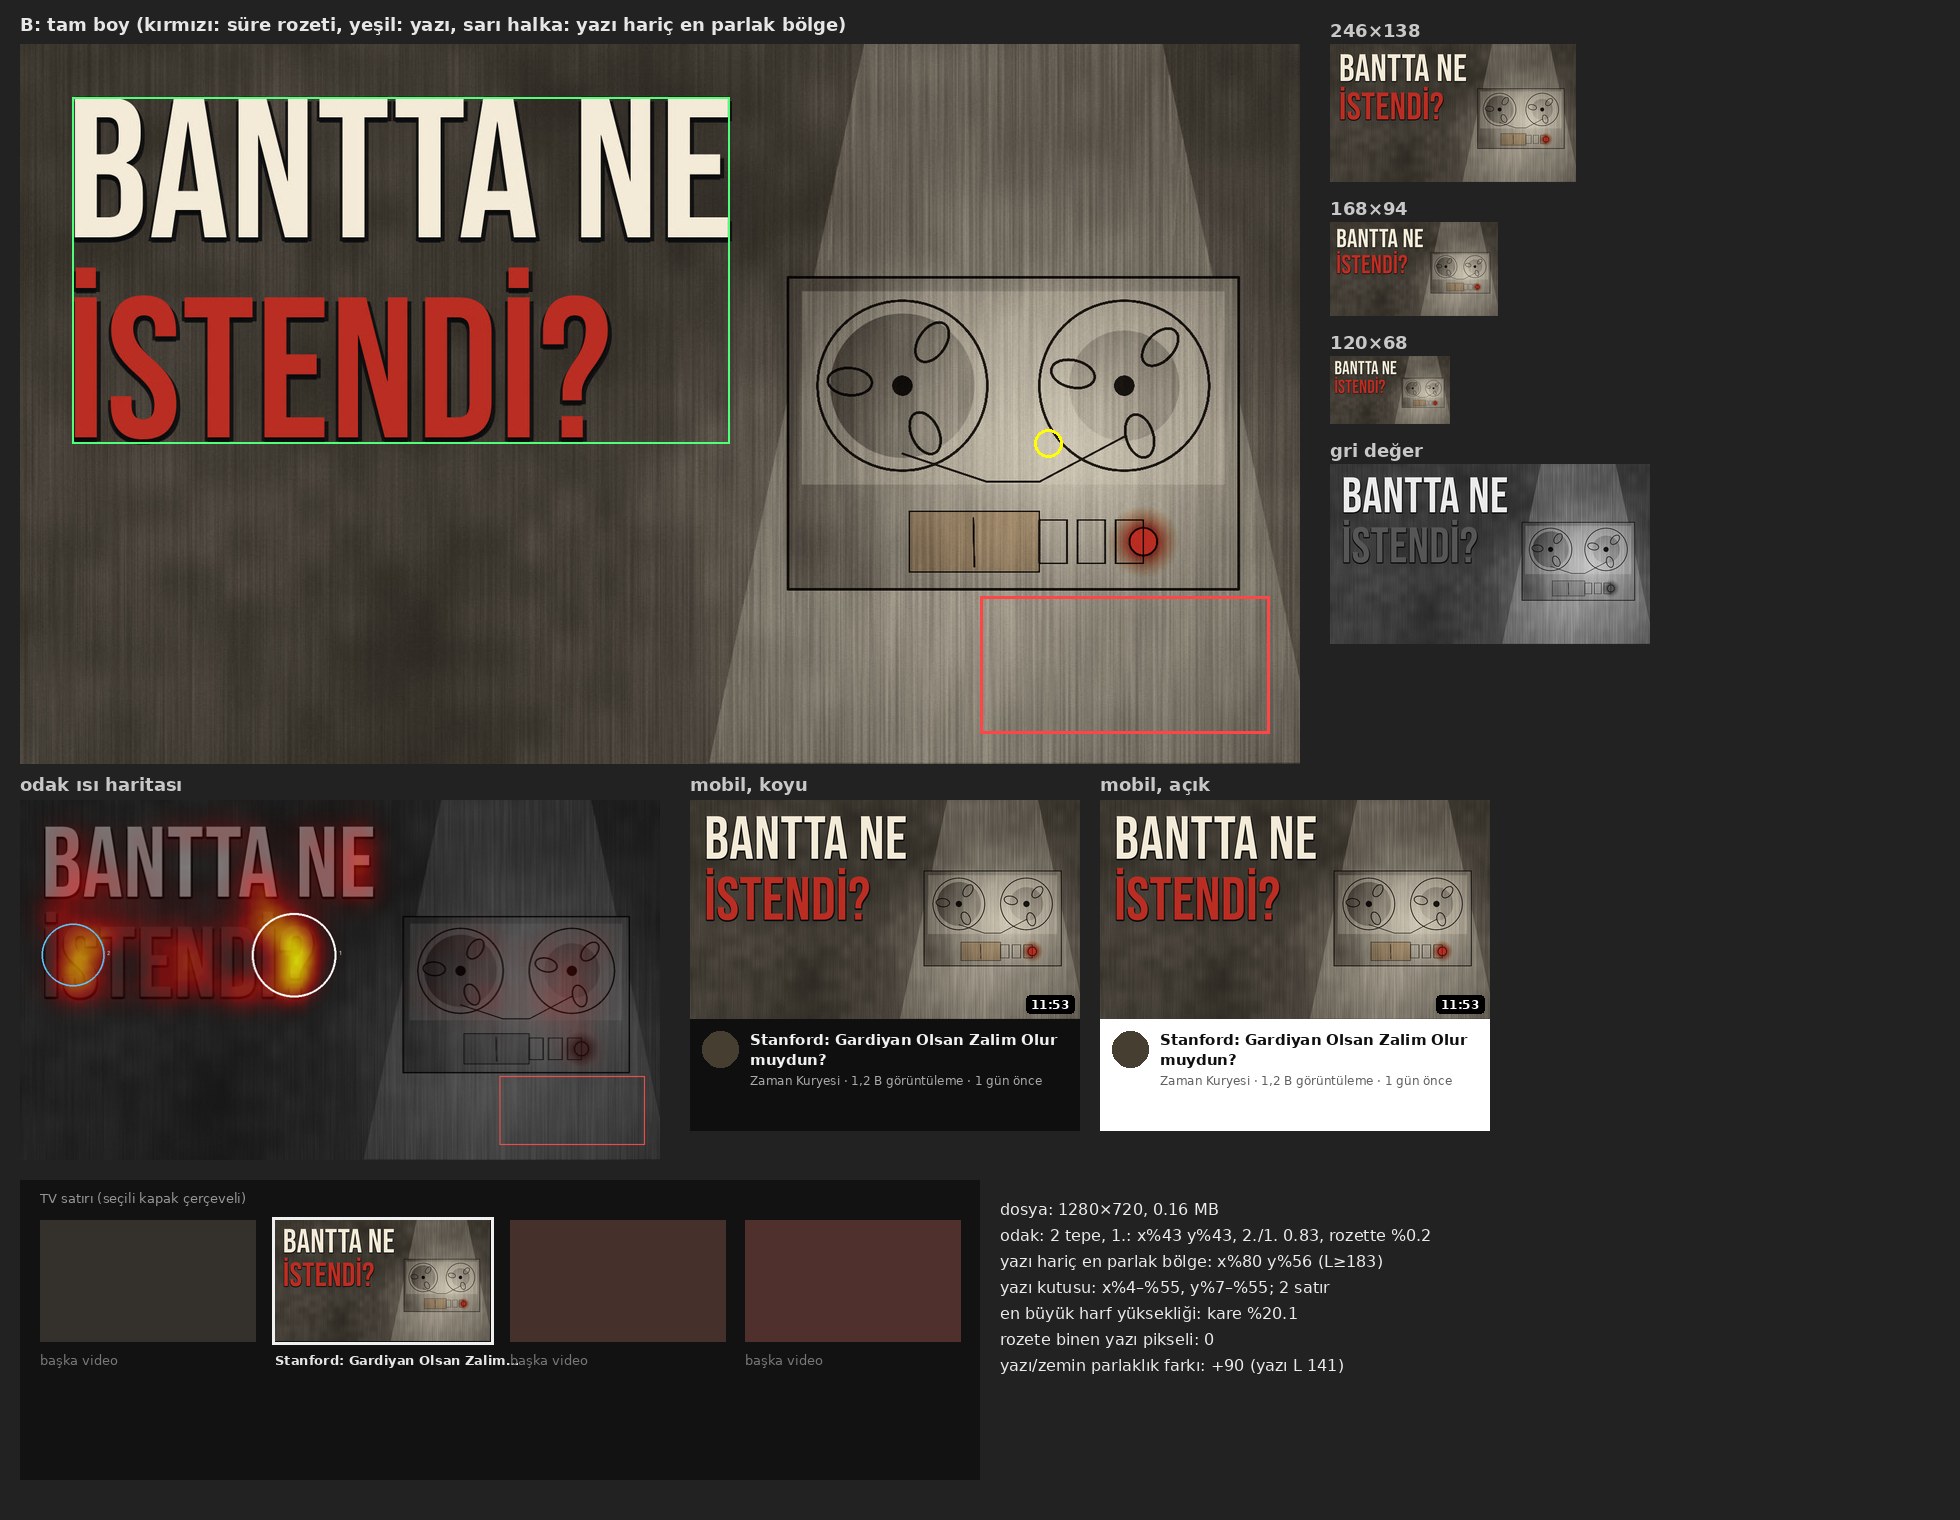 B: tam boy (kırmızı: süre rozeti, yeşil: yazı, sarı halka: yazı hariç en parlak bölge)
BANTTA NE
İSTENDİ?
246×138
BANTTA NE
İSTENDİ?
168×94
BANTTA NE
İSTENDİ?
120×68
BANTTA NE
İSTENDİ?
gri değer
BANTTA NE
İSTENDİ?
odak ısı haritası
BANTTA NE
İSTENDİ?
2
1
mobil, koyu
BANTTA NE
İSTENDİ?
11:53
Stanford: Gardiyan Olsan Zalim Olur
muydun?
Zaman Kuryesi · 1,2 B görüntüleme · 1 gün önce
mobil, açık
BANTTA NE
İSTENDİ?
11:53
Stanford: Gardiyan Olsan Zalim Olur
muydun?
Zaman Kuryesi · 1,2 B görüntüleme · 1 gün önce
TV satırı (seçili kapak çerçeveli)
BANTTA NE
İSTENDİ?
başka video
Stanford: Gardiyan Olsan Zalim...
başka video
başka video
dosya: 1280×720, 0.16 MB
odak: 2 tepe, 1.: x%43 y%43, 2./1. 0.83, rozette %0.2
yazı hariç en parlak bölge: x%80 y%56 (L≥183)
yazı kutusu: x%4–%55, y%7–%55; 2 satır
en büyük harf yüksekliği: kare %20.1
rozete binen yazı pikseli: 0
yazı/zemin parlaklık farkı: +90 (yazı L 141)